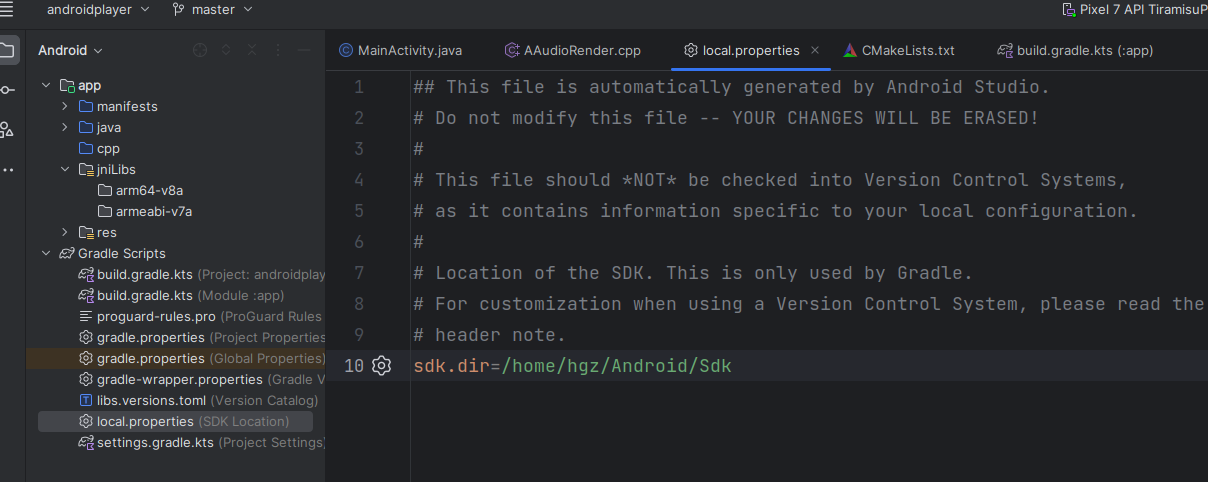 androidplayer
master
Pixel 7 API TiramisuP
Android
MainActivity.java
AAudioRender.cpp
local.properties
CMakeLists.txt
build.gradle.kts (:app)
app
manifests
java
cpp
jniLibs
arm64-v8a
armeabi-v7a
res
Gradle Scripts
build.gradle.kts (Project: androidplay
build.gradle.kts (Module :app)
proguard-rules.pro (ProGuard Rules
gradle.properties (Project Properties
gradle.properties (Global Properties)
gradle-wrapper.properties (Gradle V
libs.versions.toml (Version Catalog)
local.properties (SDK Location)
settings.gradle.kts (Project Settings)
1 ## This file is automatically generated by Android Studio.
2 # Do not modify this file -- YOUR CHANGES WILL BE ERASED!
3 #
4 # This file should *NOT* be checked into Version Control Systems,
5 # as it contains information specific to your local configuration.
6 #
7 # Location of the SDK. This is only used by Gradle.
8 # For customization when using a Version Control System, please read the
9 # header note.
10 sdk.dir=/home/hgz/Android/Sdk